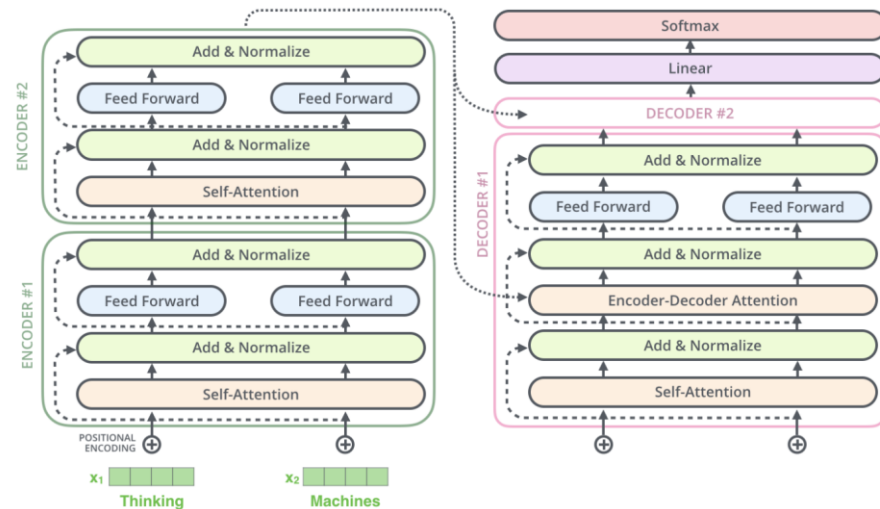 ENCODER #2
Add & Normalize
Feed Forward
Feed Forward
Add & Normalize
Self-Attention
ENCODER #1
Add & Normalize
Feed Forward
Feed Forward
Add & Normalize
Self-Attention
POSITIONAL
ENCODING
x₁
x₂
Thinking
Machines
Softmax
Linear
DECODER #2
DECODER #1
Add & Normalize
Feed Forward
Feed Forward
Add & Normalize
Encoder-Decoder Attention
Add & Normalize
Self-Attention